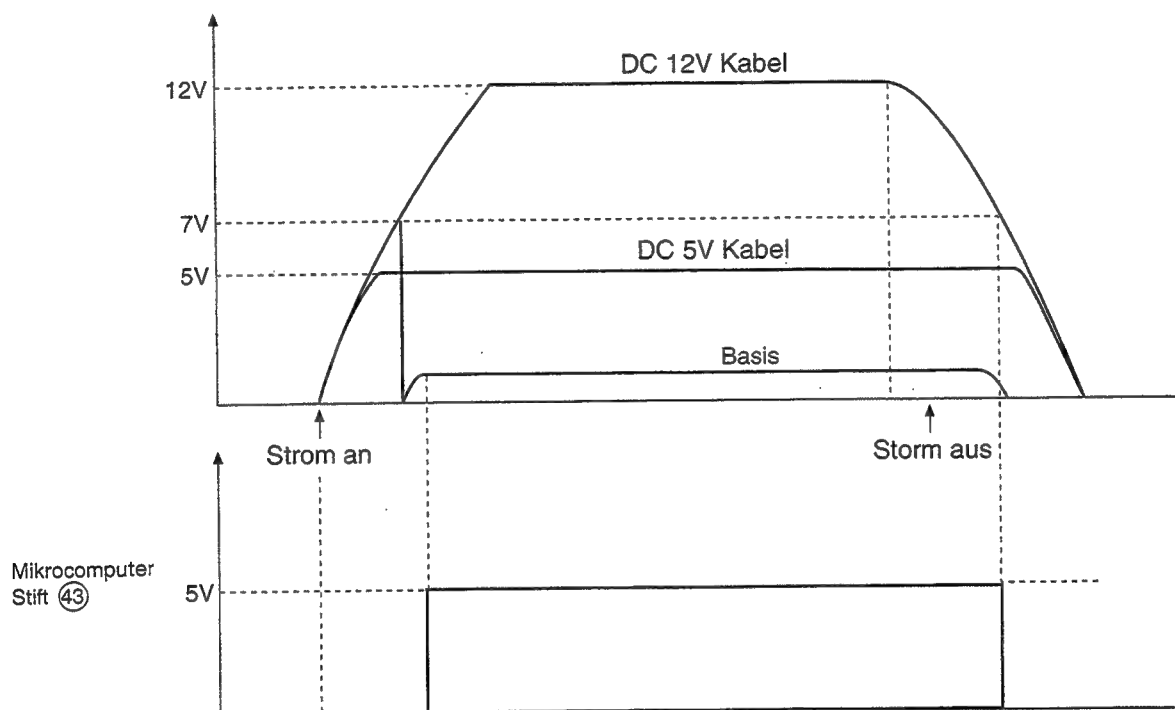 DC 12V Kabel
12V
7V
DC 5V Kabel
5V
Basis
Strom an
Storm aus
Mikrocomputer
Stift 43
5V